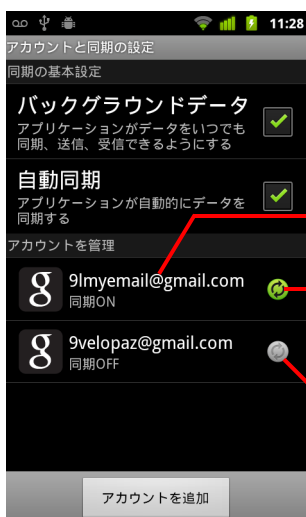 11:28
アカウントと同期の設定
同期の基本設定
バックグラウンドデータ
アプリケーションがデータをいつでも
同期、送信、受信できるようにする
自動同期
アプリケーションが自動的にデータを
同期する
アカウントを管理
g 9lmyemail@gmail.com
同期ON
g 9velopaz@gmail.com
同期OFF
アカウントを追加